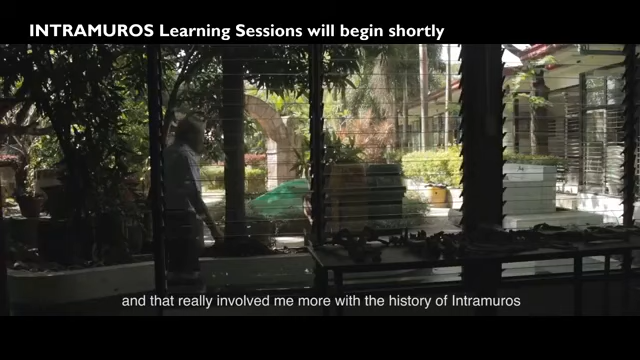 INTRAMUROS Learning Sessions will begin shortly
and that really involved me more with the history of Intramuros